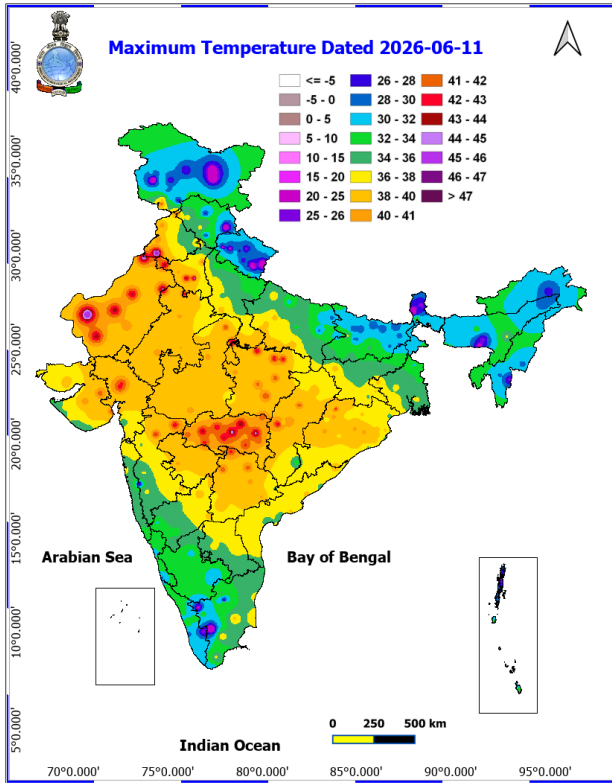 Maximum Temperature Dated 2026-06-11
<= -5
-5 - 0
0 - 5
5 - 10
10 - 15
15 - 20
20 - 25
25 - 26
26 - 28
28 - 30
30 - 32
32 - 34
34 - 36
36 - 38
38 - 40
40 - 41
41 - 42
42 - 43
43 - 44
44 - 45
45 - 46
46 - 47
> 47
40°0.000'
35°0.000'
30°0.000'
25°0.000'
20°0.000'
15°0.000'
10°0.000'
5°0.000'
Arabian Sea
Bay of Bengal
0 250 500 km
Indian Ocean
70°0.000' 75°0.000' 80°0.000' 85°0.000' 90°0.000' 95°0.000'